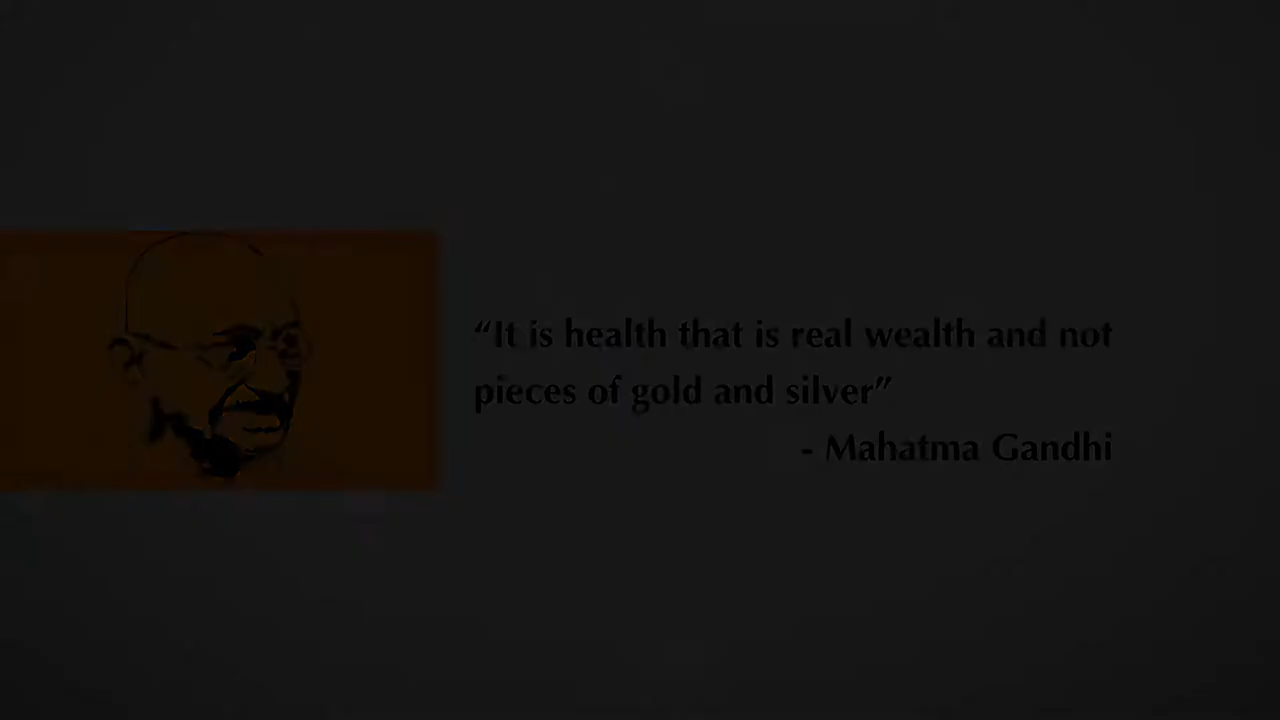 “It is health that is real wealth and not
pieces of gold and silver”
- Mahatma Gandhi